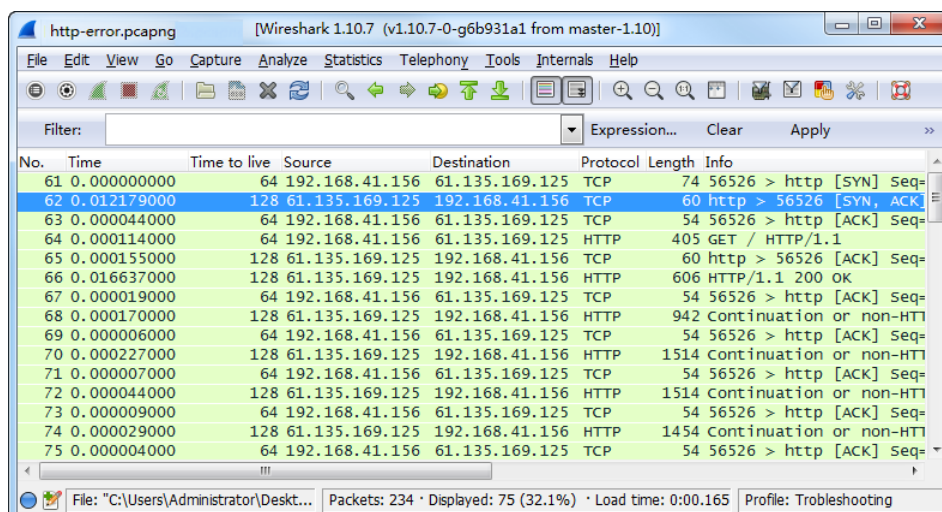 http-error.pcapng [Wireshark 1.10.7 (v1.10.7-0-g6b931a1 from master-1.10)]
File Edit View Go Capture Analyze Statistics Telephony Tools Internals Help
Filter: Expression... Clear Apply »
No. Time Time to live Source Destination Protocol Length Info
61 0.000000000 64 192.168.41.156 61.135.169.125 TCP 74 56526 > http [SYN] Seq=
62 0.012179000 128 61.135.169.125 192.168.41.156 TCP 60 http > 56526 [SYN, ACK]
63 0.000044000 64 192.168.41.156 61.135.169.125 TCP 54 56526 > http [ACK] Seq=
64 0.000114000 64 192.168.41.156 61.135.169.125 HTTP 405 GET / HTTP/1.1
65 0.000155000 128 61.135.169.125 192.168.41.156 TCP 60 http > 56526 [ACK] Seq=
66 0.016637000 128 61.135.169.125 192.168.41.156 HTTP 606 HTTP/1.1 200 OK
67 0.000019000 64 192.168.41.156 61.135.169.125 TCP 54 56526 > http [ACK] Seq=
68 0.000170000 128 61.135.169.125 192.168.41.156 HTTP 942 Continuation or non-HTT
69 0.000006000 64 192.168.41.156 61.135.169.125 TCP 54 56526 > http [ACK] Seq=
70 0.000227000 128 61.135.169.125 192.168.41.156 HTTP 1514 Continuation or non-HTT
71 0.000007000 64 192.168.41.156 61.135.169.125 TCP 54 56526 > http [ACK] Seq=
72 0.000044000 128 61.135.169.125 192.168.41.156 HTTP 1514 Continuation or non-HTT
73 0.000009000 64 192.168.41.156 61.135.169.125 TCP 54 56526 > http [ACK] Seq=
74 0.000029000 128 61.135.169.125 192.168.41.156 HTTP 1454 Continuation or non-HTT
75 0.000004000 64 192.168.41.156 61.135.169.125 TCP 54 56526 > http [ACK] Seq=
File: "C:\Users\Administrator\Deskt... Packets: 234 · Displayed: 75 (32.1%) · Load time: 0:00.165 Profile: Trobleshooting